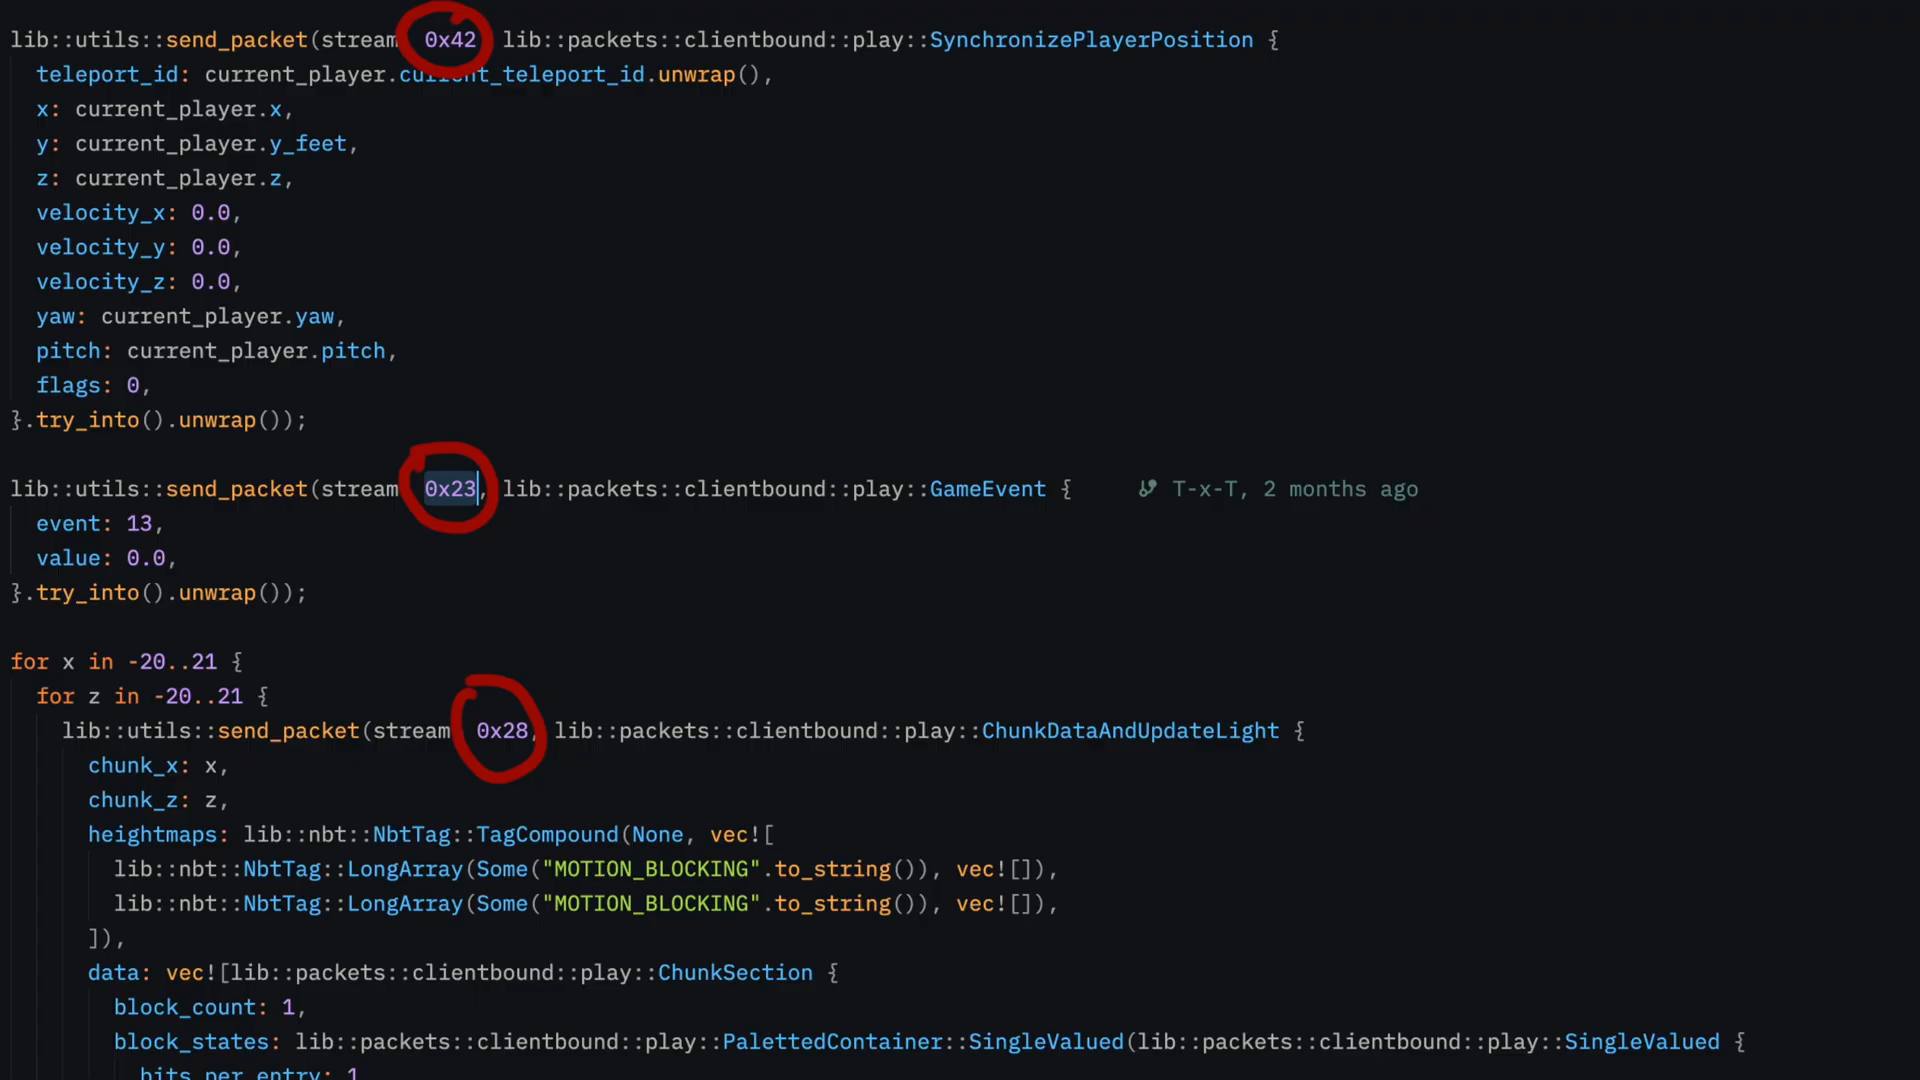 lib::utils::send_packet(stream 0x42 lib::packets::clientbound::play::SynchronizePlayerPosition {
teleport_id: current_player.current_teleport_id.unwrap(),
x: current_player.x,
y: current_player.y_feet,
z: current_player.z,
velocity_x: 0.0,
velocity_y: 0.0,
velocity_z: 0.0,
yaw: current_player.yaw,
pitch: current_player.pitch,
flags: 0,
}.try_into().unwrap());
lib::utils::send_packet(stream 0x23, lib::packets::clientbound::play::GameEvent { T-x-T, 2 months ago
event: 13,
value: 0.0,
}.try_into().unwrap());
for x in -20..21 {
for z in -20..21 {
lib::utils::send_packet(stream 0x28, lib::packets::clientbound::play::ChunkDataAndUpdateLight {
chunk_x: x,
chunk_z: z,
heightmaps: lib::nbt::NbtTag::TagCompound(None, vec![
lib::nbt::NbtTag::LongArray(Some("MOTION_BLOCKING".to_string()), vec![]),
lib::nbt::NbtTag::LongArray(Some("MOTION_BLOCKING".to_string()), vec![]),
]),
data: vec![lib::packets::clientbound::play::ChunkSection {
block_count: 1,
block_states: lib::packets::clientbound::play::PalettedContainer::SingleValued(lib::packets::clientbound::play::SingleValued {
bits_per_entry: 1